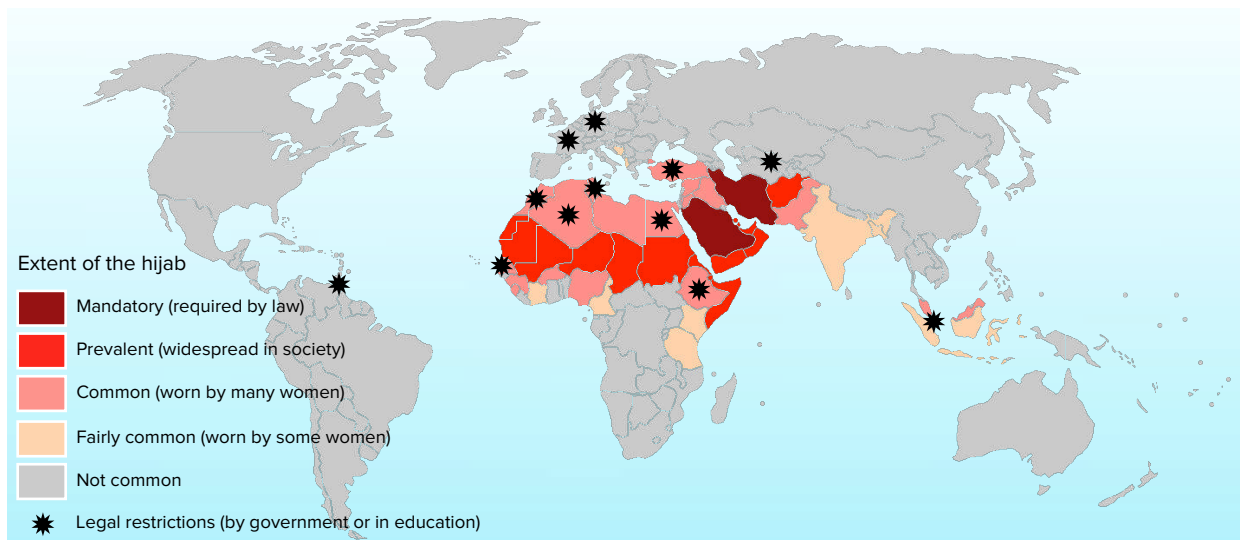 Extent of the hijab
Mandatory (required by law)
Prevalent (widespread in society)
Common (worn by many women)
Fairly common (worn by some women)
Not common
Legal restrictions (by government or in education)